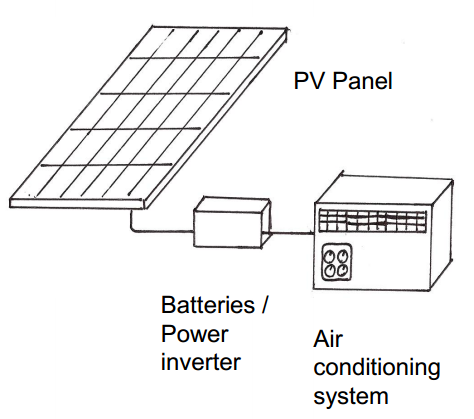 PV Panel
Batteries /
Power
inverter
Air
conditioning
system